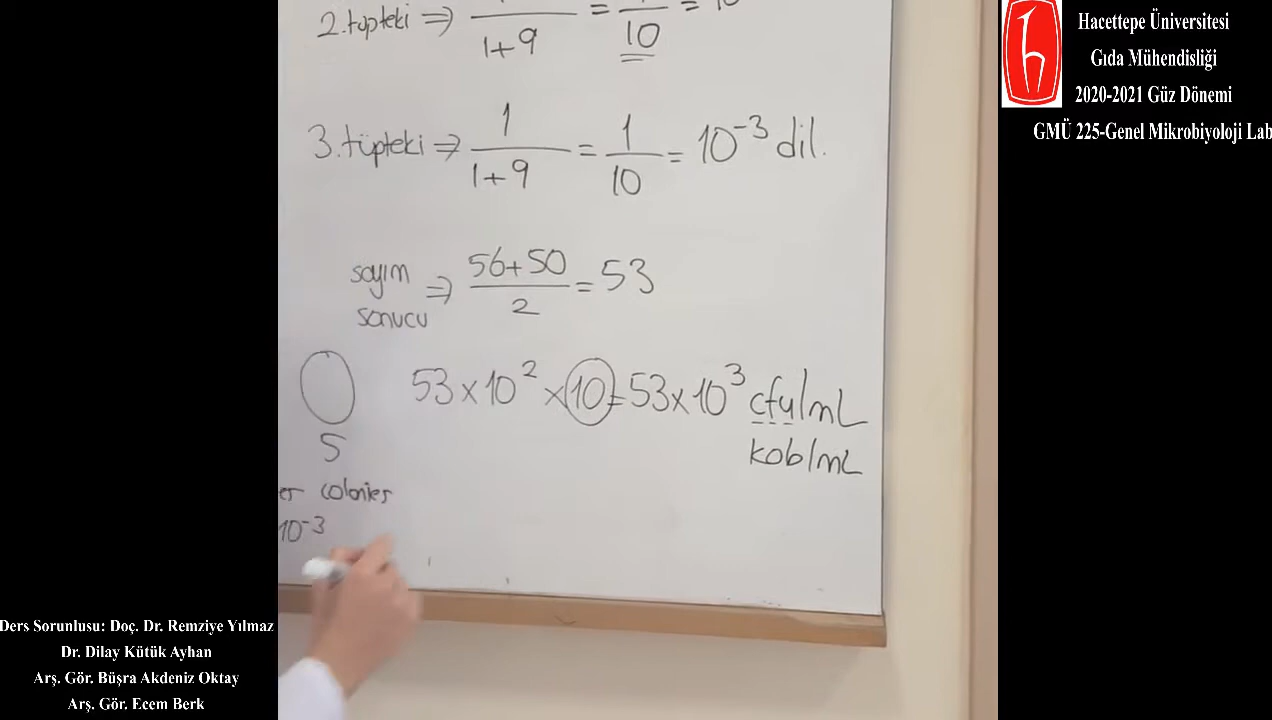 2.tüpteki ⇒ 1/(1+9) = 1/10 = 10
3.tüpteki ⇒ 1/(1+9) = 1/10 = 10⁻³ dil.
sayım sonucu ⇒ (56+50)/2 = 53
53 x 10² x 10 = 53 x 10³ cfu/mL
kob/mL
5
er colonies
10⁻³
Hacettepe Üniversitesi
Gıda Mühendisliği
2020-2021 Güz Dönemi
GMÜ 225-Genel Mikrobiyoloji Lab
Ders Sorunlusu: Doç. Dr. Remziye Yılmaz
Dr. Dilay Kütük Ayhan
Arş. Gör. Büşra Akdeniz Oktay
Arş. Gör. Ecem Berk